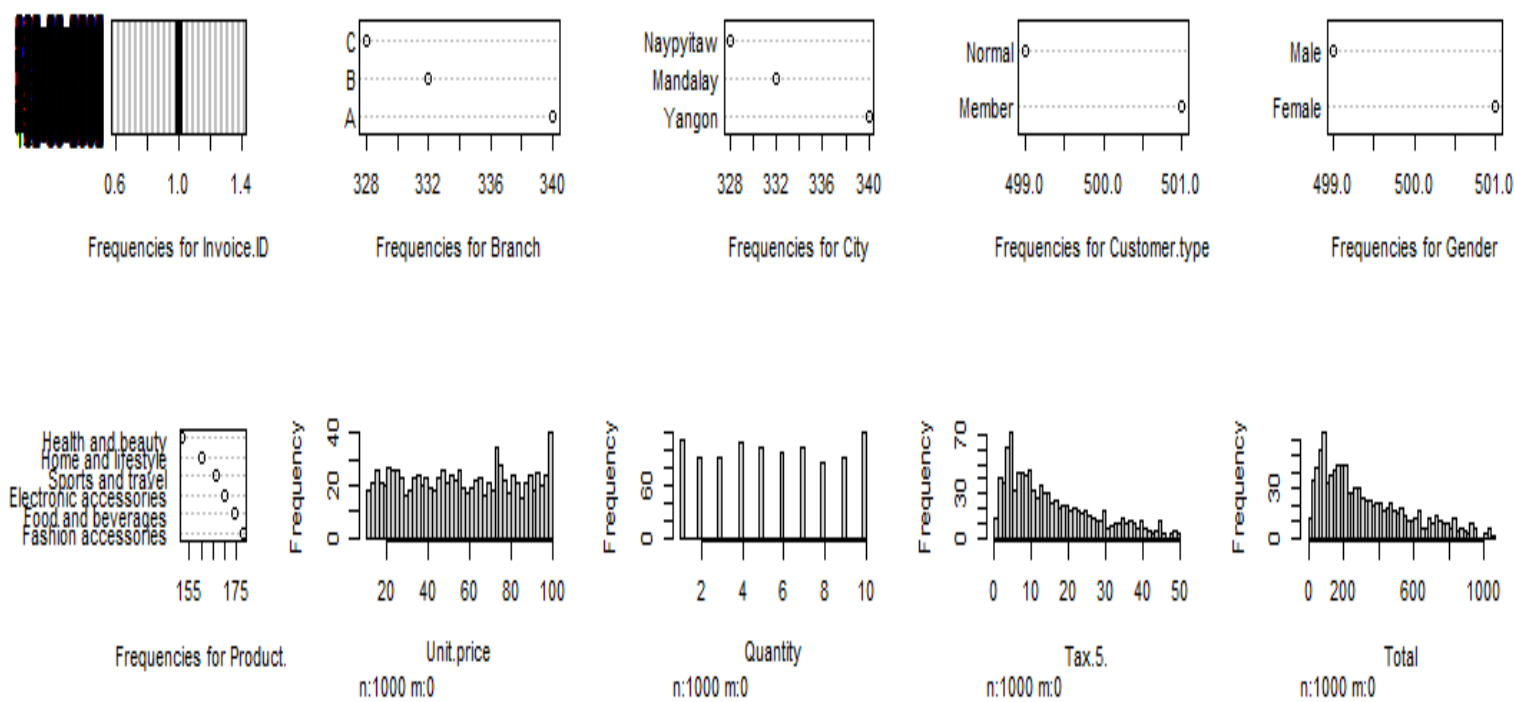 C
B
A
Naypyitaw
Mandalay
Yangon
Normal
Member
Male
Female
0.6 1.0 1.4
328 332 336 340
328 332 336 340
499.0 500.0 501.0
499.0 500.0 501.0
Frequencies for Invoice.ID
Frequencies for Branch
Frequencies for City
Frequencies for Customer.type
Frequencies for Gender
Health and beauty
Home and lifestyle
Sports and travel
Electronic accessories
Food and beverages
Fashion accessories
155 175
Frequencies for Product.
Frequency
0 20 40
20 40 60 80 100
Unit.price
n:1000 m:0
Frequency
0 60
2 4 6 8 10
Quantity
n:1000 m:0
Frequency
0 30 70
0 10 20 30 40 50
Tax.5.
n:1000 m:0
Frequency
0 30
0 200 600 1000
Total
n:1000 m:0